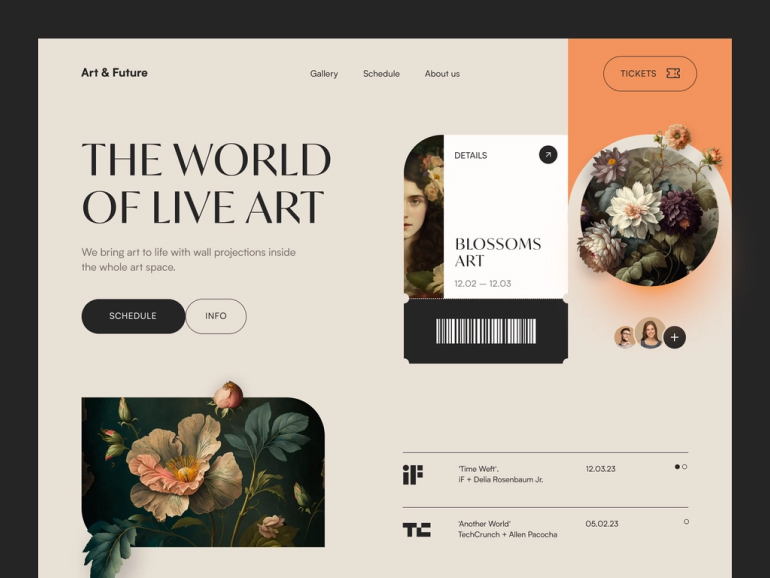 Art & Future
Gallery
Schedule
About us
TICKETS
THE WORLD
OF LIVE ART
We bring art to life with wall projections inside
the whole art space.
SCHEDULE
INFO
DETAILS
BLOSSOMS
ART
12.02 — 12.03
iF
'Time Weft'.
iF + Delia Rosenbaum Jr.
12.03.23
TC
'Another World'
TechCrunch + Allen Pacocha
05.02.23